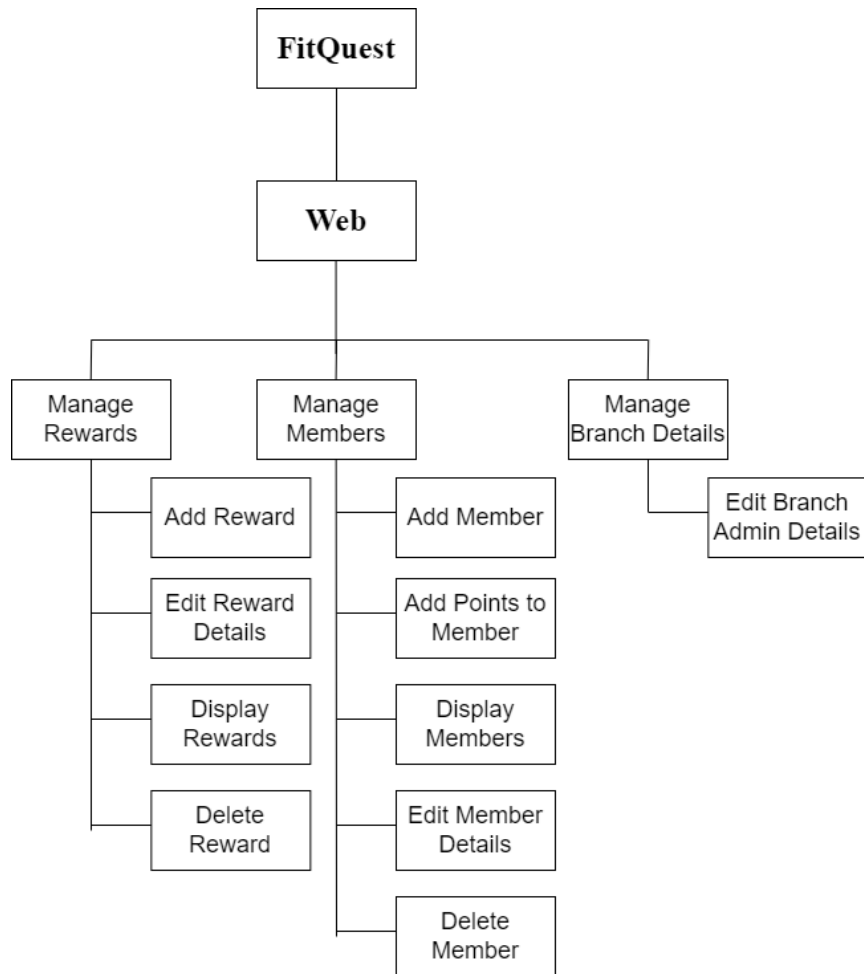 FitQuest
Web
Manage
Rewards
Manage
Members
Manage
Branch Details
Add Reward
Edit Reward
Details
Display
Rewards
Delete
Reward
Add Member
Add Points to
Member
Display
Members
Edit Member
Details
Delete
Member
Edit Branch
Admin Details